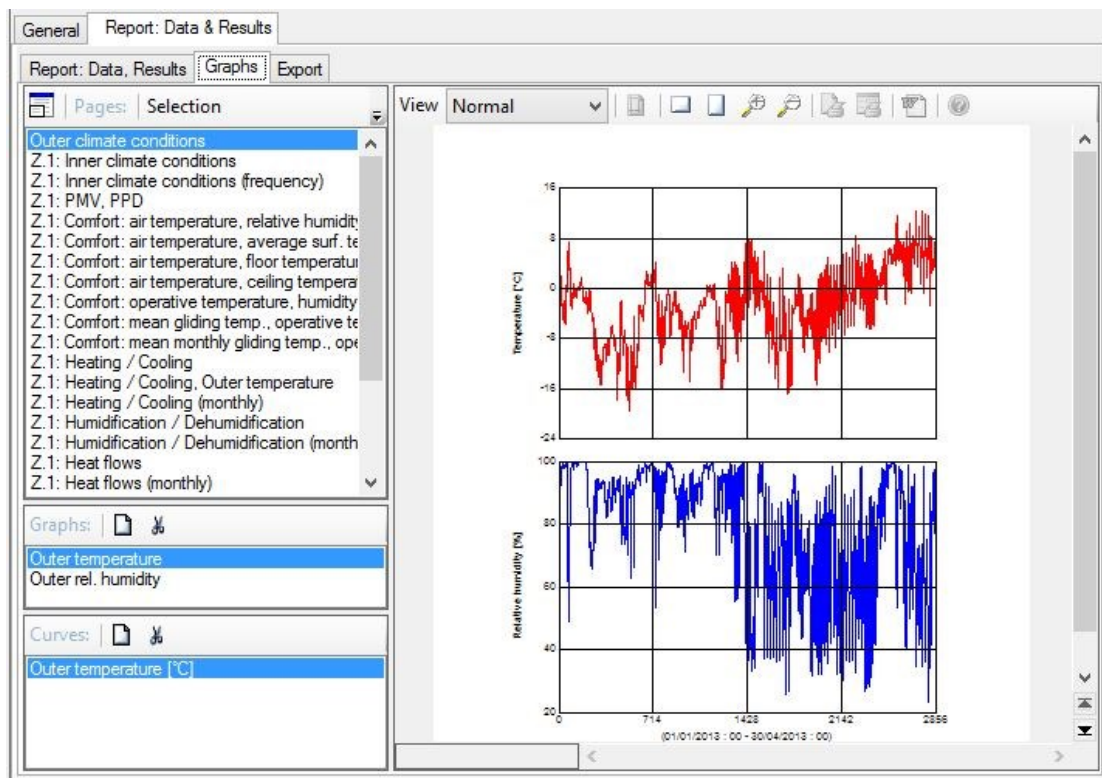 General Report: Data & Results
Report: Data, Results Graphs Export
Pages: Selection
Outer climate conditions
Z.1: Inner climate conditions
Z.1: Inner climate conditions (frequency)
Z.1: PMV, PPD
Z.1: Comfort: air temperature, relative humidity
Z.1: Comfort: air temperature, average surf. te
Z.1: Comfort: air temperature, floor temperatur
Z.1: Comfort: air temperature, ceiling tempera
Z.1: Comfort: operative temperature, humidity
Z.1: Comfort: mean gliding temp., operative te
Z.1: Comfort: mean monthly gliding temp., ope
Z.1: Heating / Cooling
Z.1: Heating / Cooling, Outer temperature
Z.1: Heating / Cooling (monthly)
Z.1: Humidification / Dehumidification
Z.1: Humidification / Dehumidification (month
Z.1: Heat flows
Z.1: Heat flows (monthly)
Graphs:
Outer temperature
Outer rel. humidity
Curves:
Outer temperature [°C]
View Normal
W
?
Temperature [°C]
16
8
0
-8
-16
-24
Relative humidity [%]
100
80
60
40
20
0 714 1428 2142 2856
(01/01/2013 : 00 - 30/04/2013 : 00)